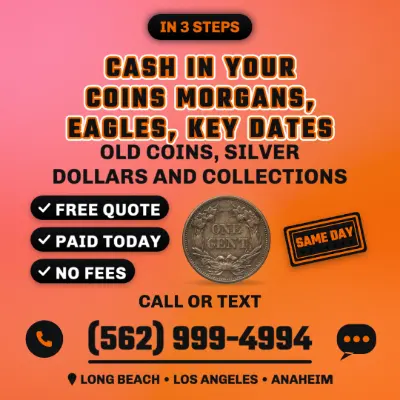 IN 3 STEPS
CASH IN YOUR
COINS MORGANS,
EAGLES, KEY DATES
OLD COINS, SILVER
DOLLARS AND COLLECTIONS
FREE QUOTE
PAID TODAY
NO FEES
ONE
CENT
SAME DAY
CALL OR TEXT
(562) 999-4994
LONG BEACH • LOS ANGELES • ANAHEIM